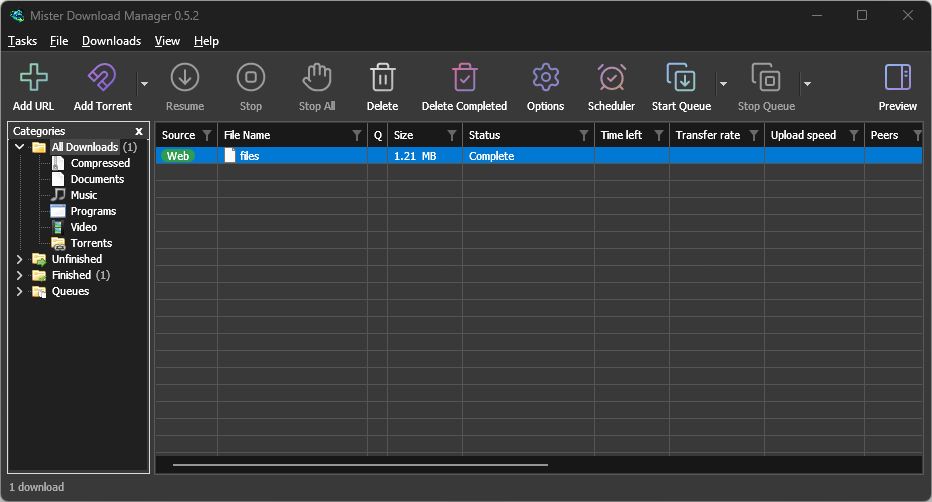 Mister Download Manager 0.5.2
Tasks File Downloads View Help
Add URL Add Torrent Resume Stop Stop All Delete Delete Completed Options Scheduler Start Queue Stop Queue Preview
Categories x
Source File Name Q Size Status Time left Transfer rate Upload speed Peers
All Downloads (1)
Web files 1.21 MB Complete
Compressed
Documents
Music
Programs
Video
Torrents
Unfinished
Finished (1)
Queues
1 download